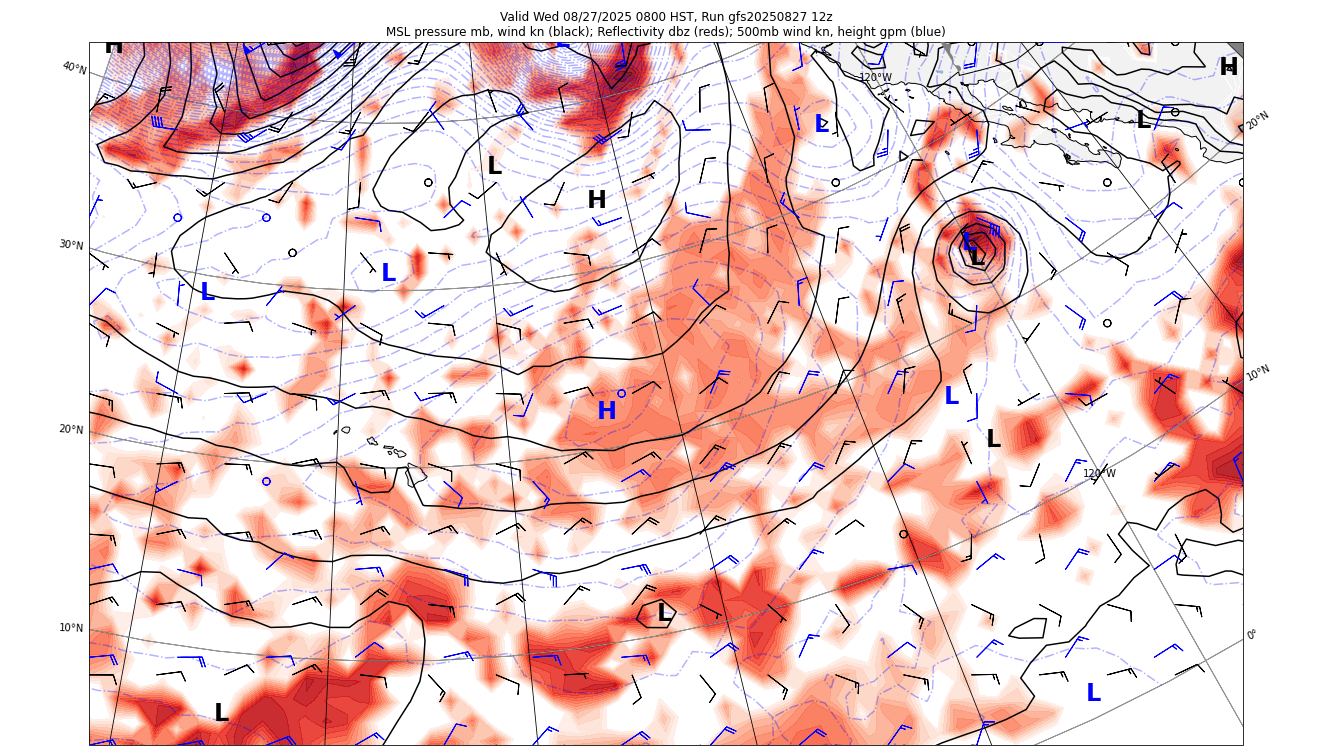 Valid Wed 08/27/2025 0800 HST, Run gfs20250827 12z
MSL pressure mb, wind kn (black); Reflectivity dbz (reds); 500mb wind kn, height gpm (blue)
H
L
40°N
120°W
H
L
L
20°N
L
H
30°N
L
L
L
L
10°N
H
L
20°N
L
120°W
10°N
L
0°
L
L